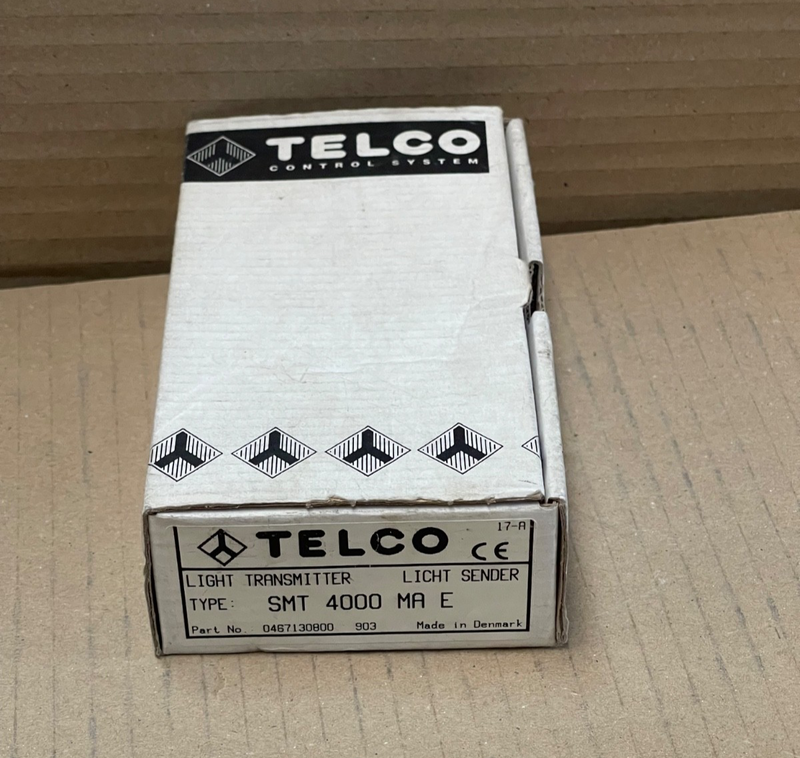 TELCO
CONTROL SYSTEM
17-A
TELCO CE
LIGHT TRANSMITTER LICHT SENDER
TYPE: SMT 4000 MA E
Part No. 0467130800 903 Made in Denmark